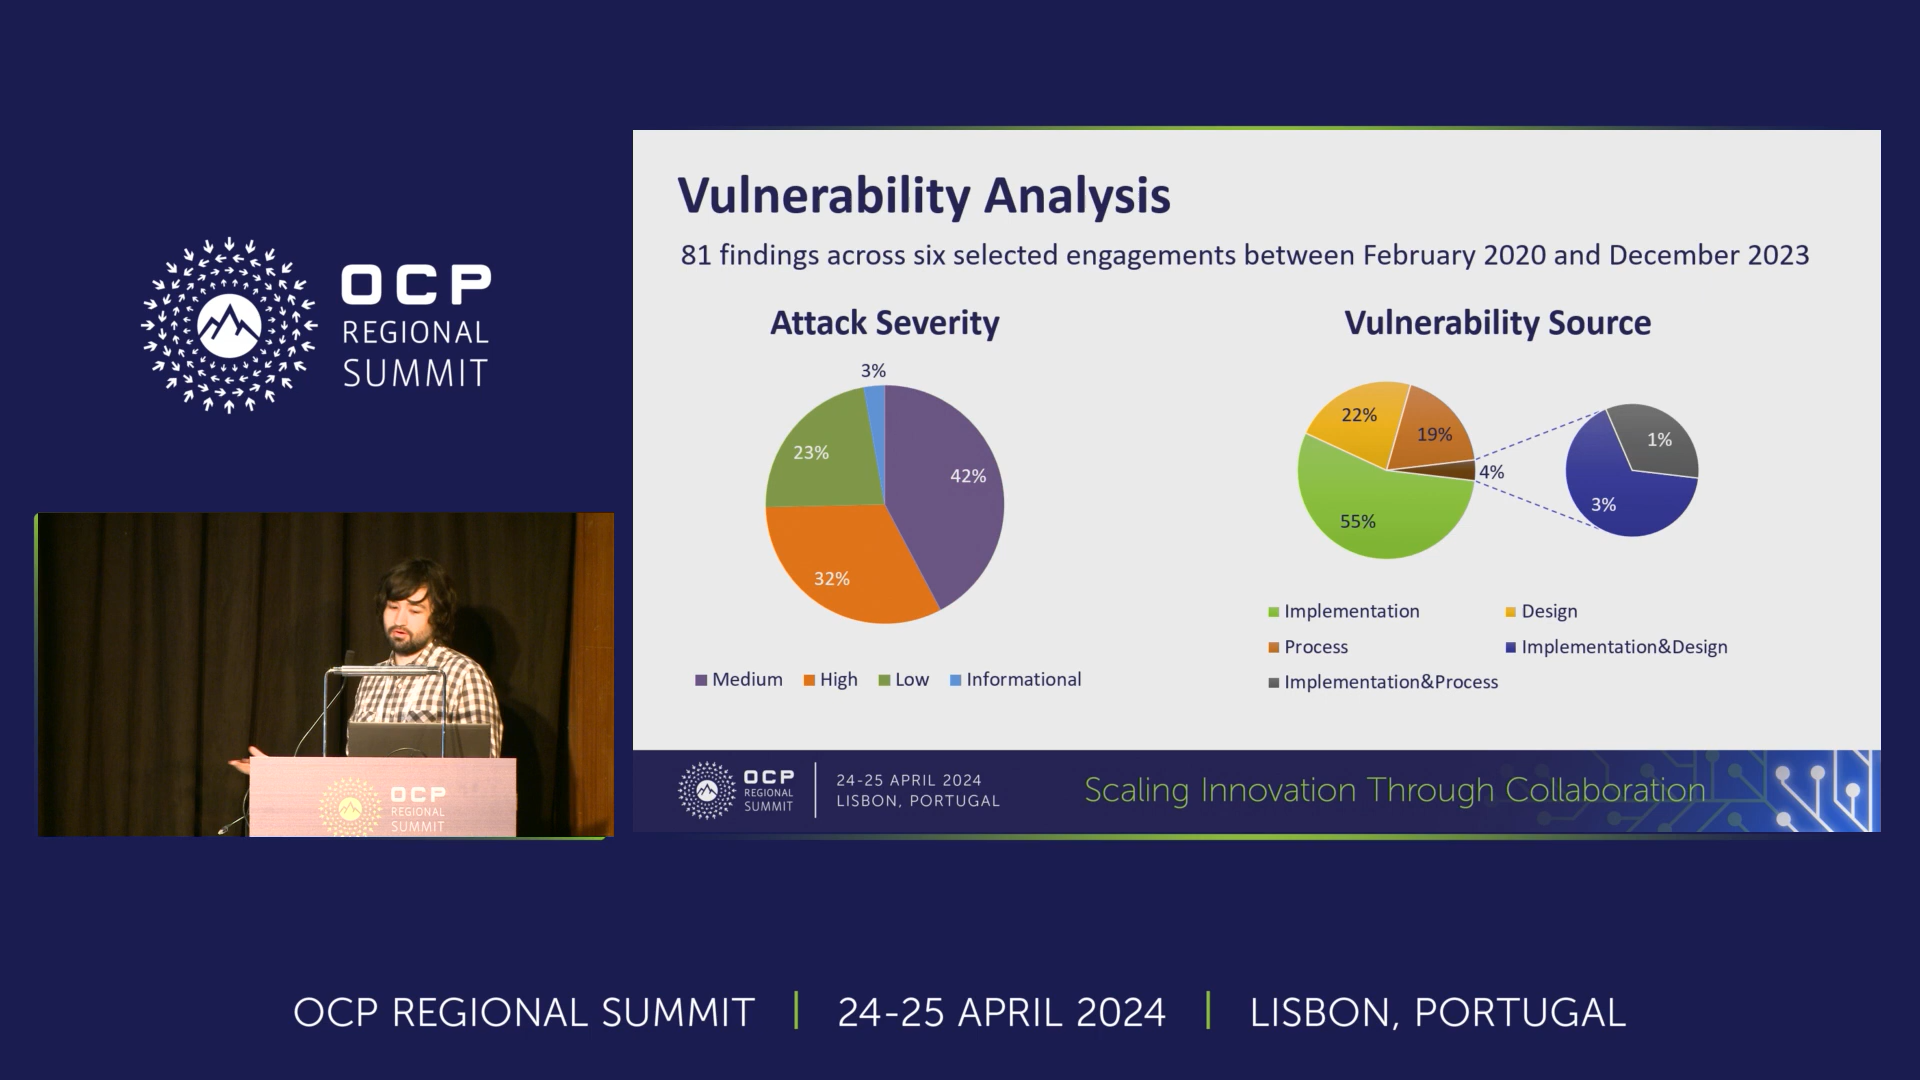 OCP
REGIONAL
SUMMIT
Vulnerability Analysis
81 findings across six selected engagements between February 2020 and December 2023
Attack Severity
3%
23%
42%
32%
Medium High Low Informational
Vulnerability Source
22%
19%
4%
55%
1%
3%
Implementation Design
Process Implementation&Design
Implementation&Process
OCP
REGIONAL
SUMMIT
24-25 APRIL 2024
LISBON, PORTUGAL
Scaling Innovation Through Collaboration
OCP
REGIONAL
SUMMIT
OCP REGIONAL SUMMIT | 24-25 APRIL 2024 | LISBON, PORTUGAL